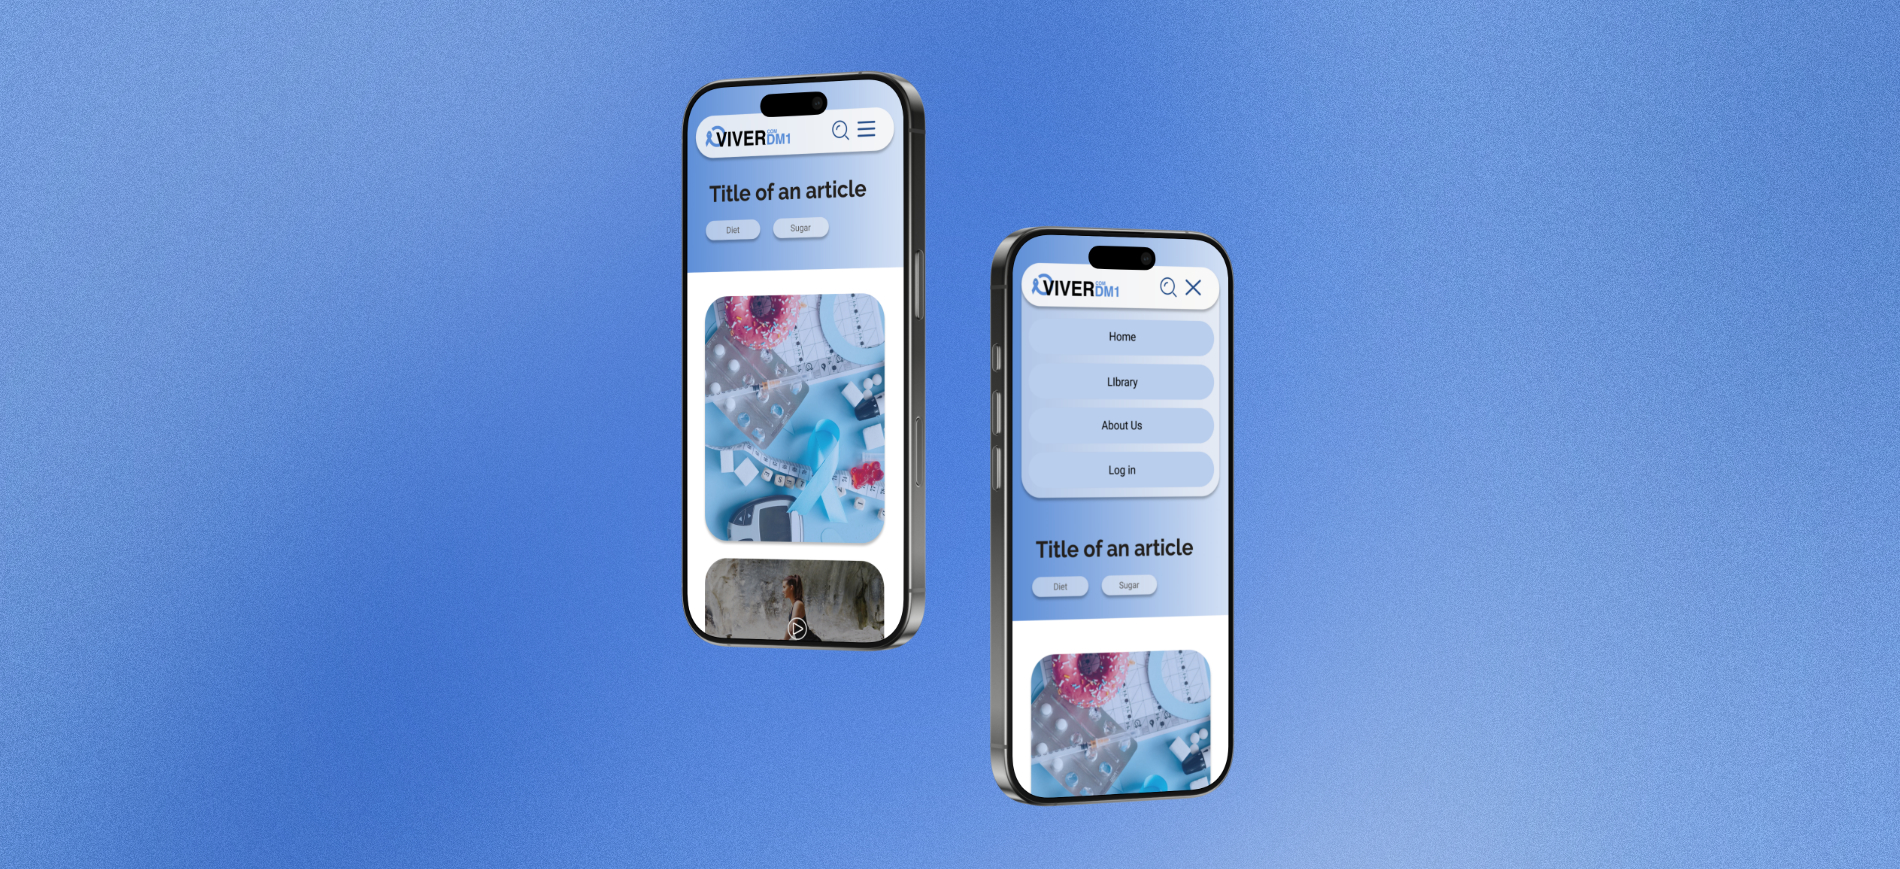 VIVER COM DM1
Title of an article
Diet Sugar
VIVER COM DM1
Home
LIbrary
About Us
Log in
Title of an article
Diet Sugar